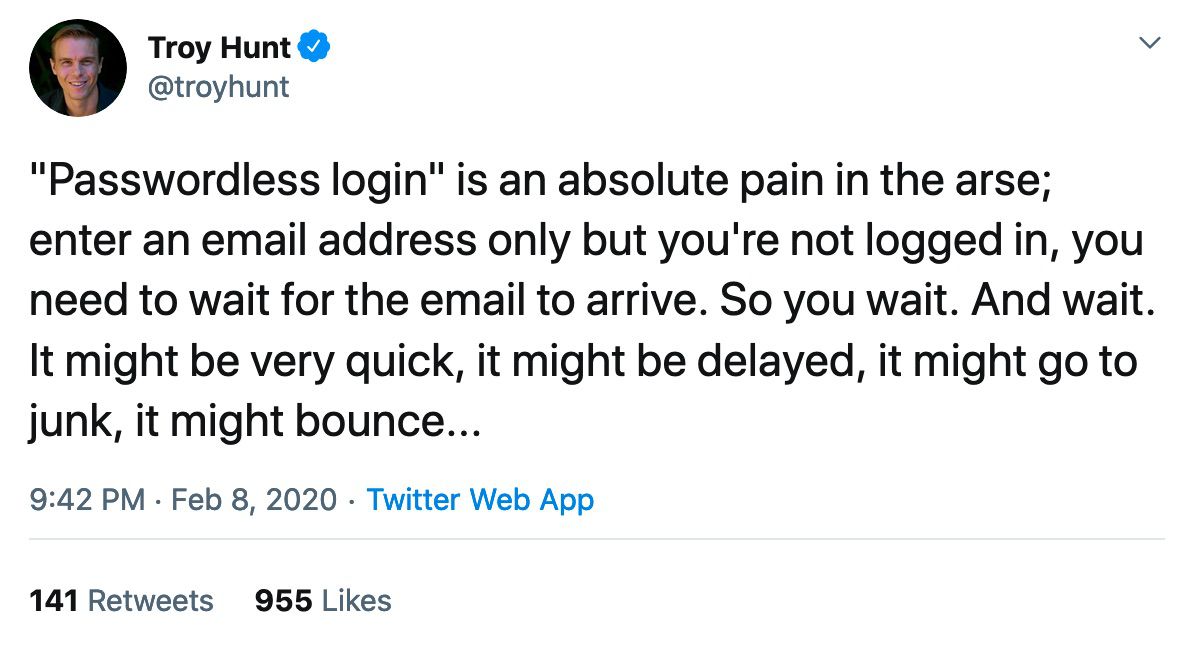 Troy Hunt
@troyhunt
"Passwordless login" is an absolute pain in the arse;
enter an email address only but you're not logged in, you
need to wait for the email to arrive. So you wait. And wait.
It might be very quick, it might be delayed, it might go to
junk, it might bounce...
9:42 PM · Feb 8, 2020 · Twitter Web App
141 Retweets 955 Likes